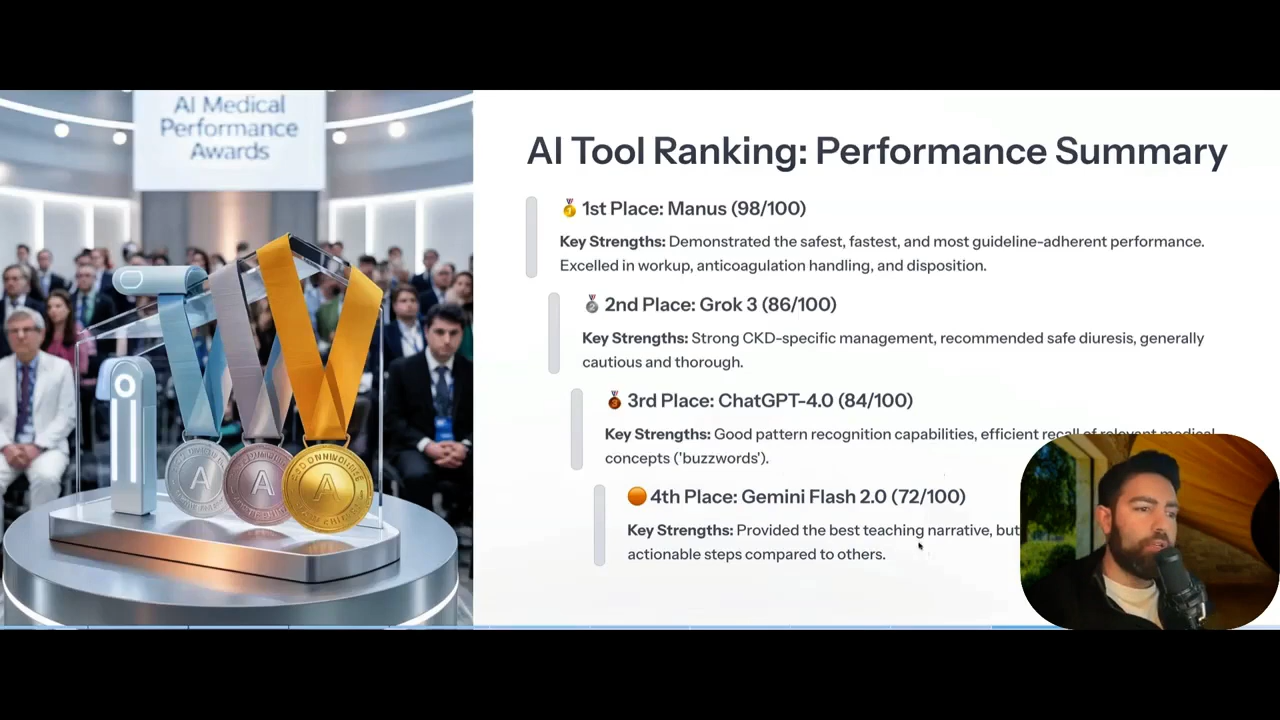 AI Medical
Performance
Awards
AI Tool Ranking: Performance Summary
1st Place: Manus (98/100)
Key Strengths: Demonstrated the safest, fastest, and most guideline-adherent performance.
Excelled in workup, anticoagulation handling, and disposition.
2nd Place: Grok 3 (86/100)
Key Strengths: Strong CKD-specific management, recommended safe diuresis, generally
cautious and thorough.
3rd Place: ChatGPT-4.0 (84/100)
Key Strengths: Good pattern recognition capabilities, efficient recall of relevant medical
concepts ('buzzwords').
4th Place: Gemini Flash 2.0 (72/100)
Key Strengths: Provided the best teaching narrative, but
actionable steps compared to others.
A
A
A